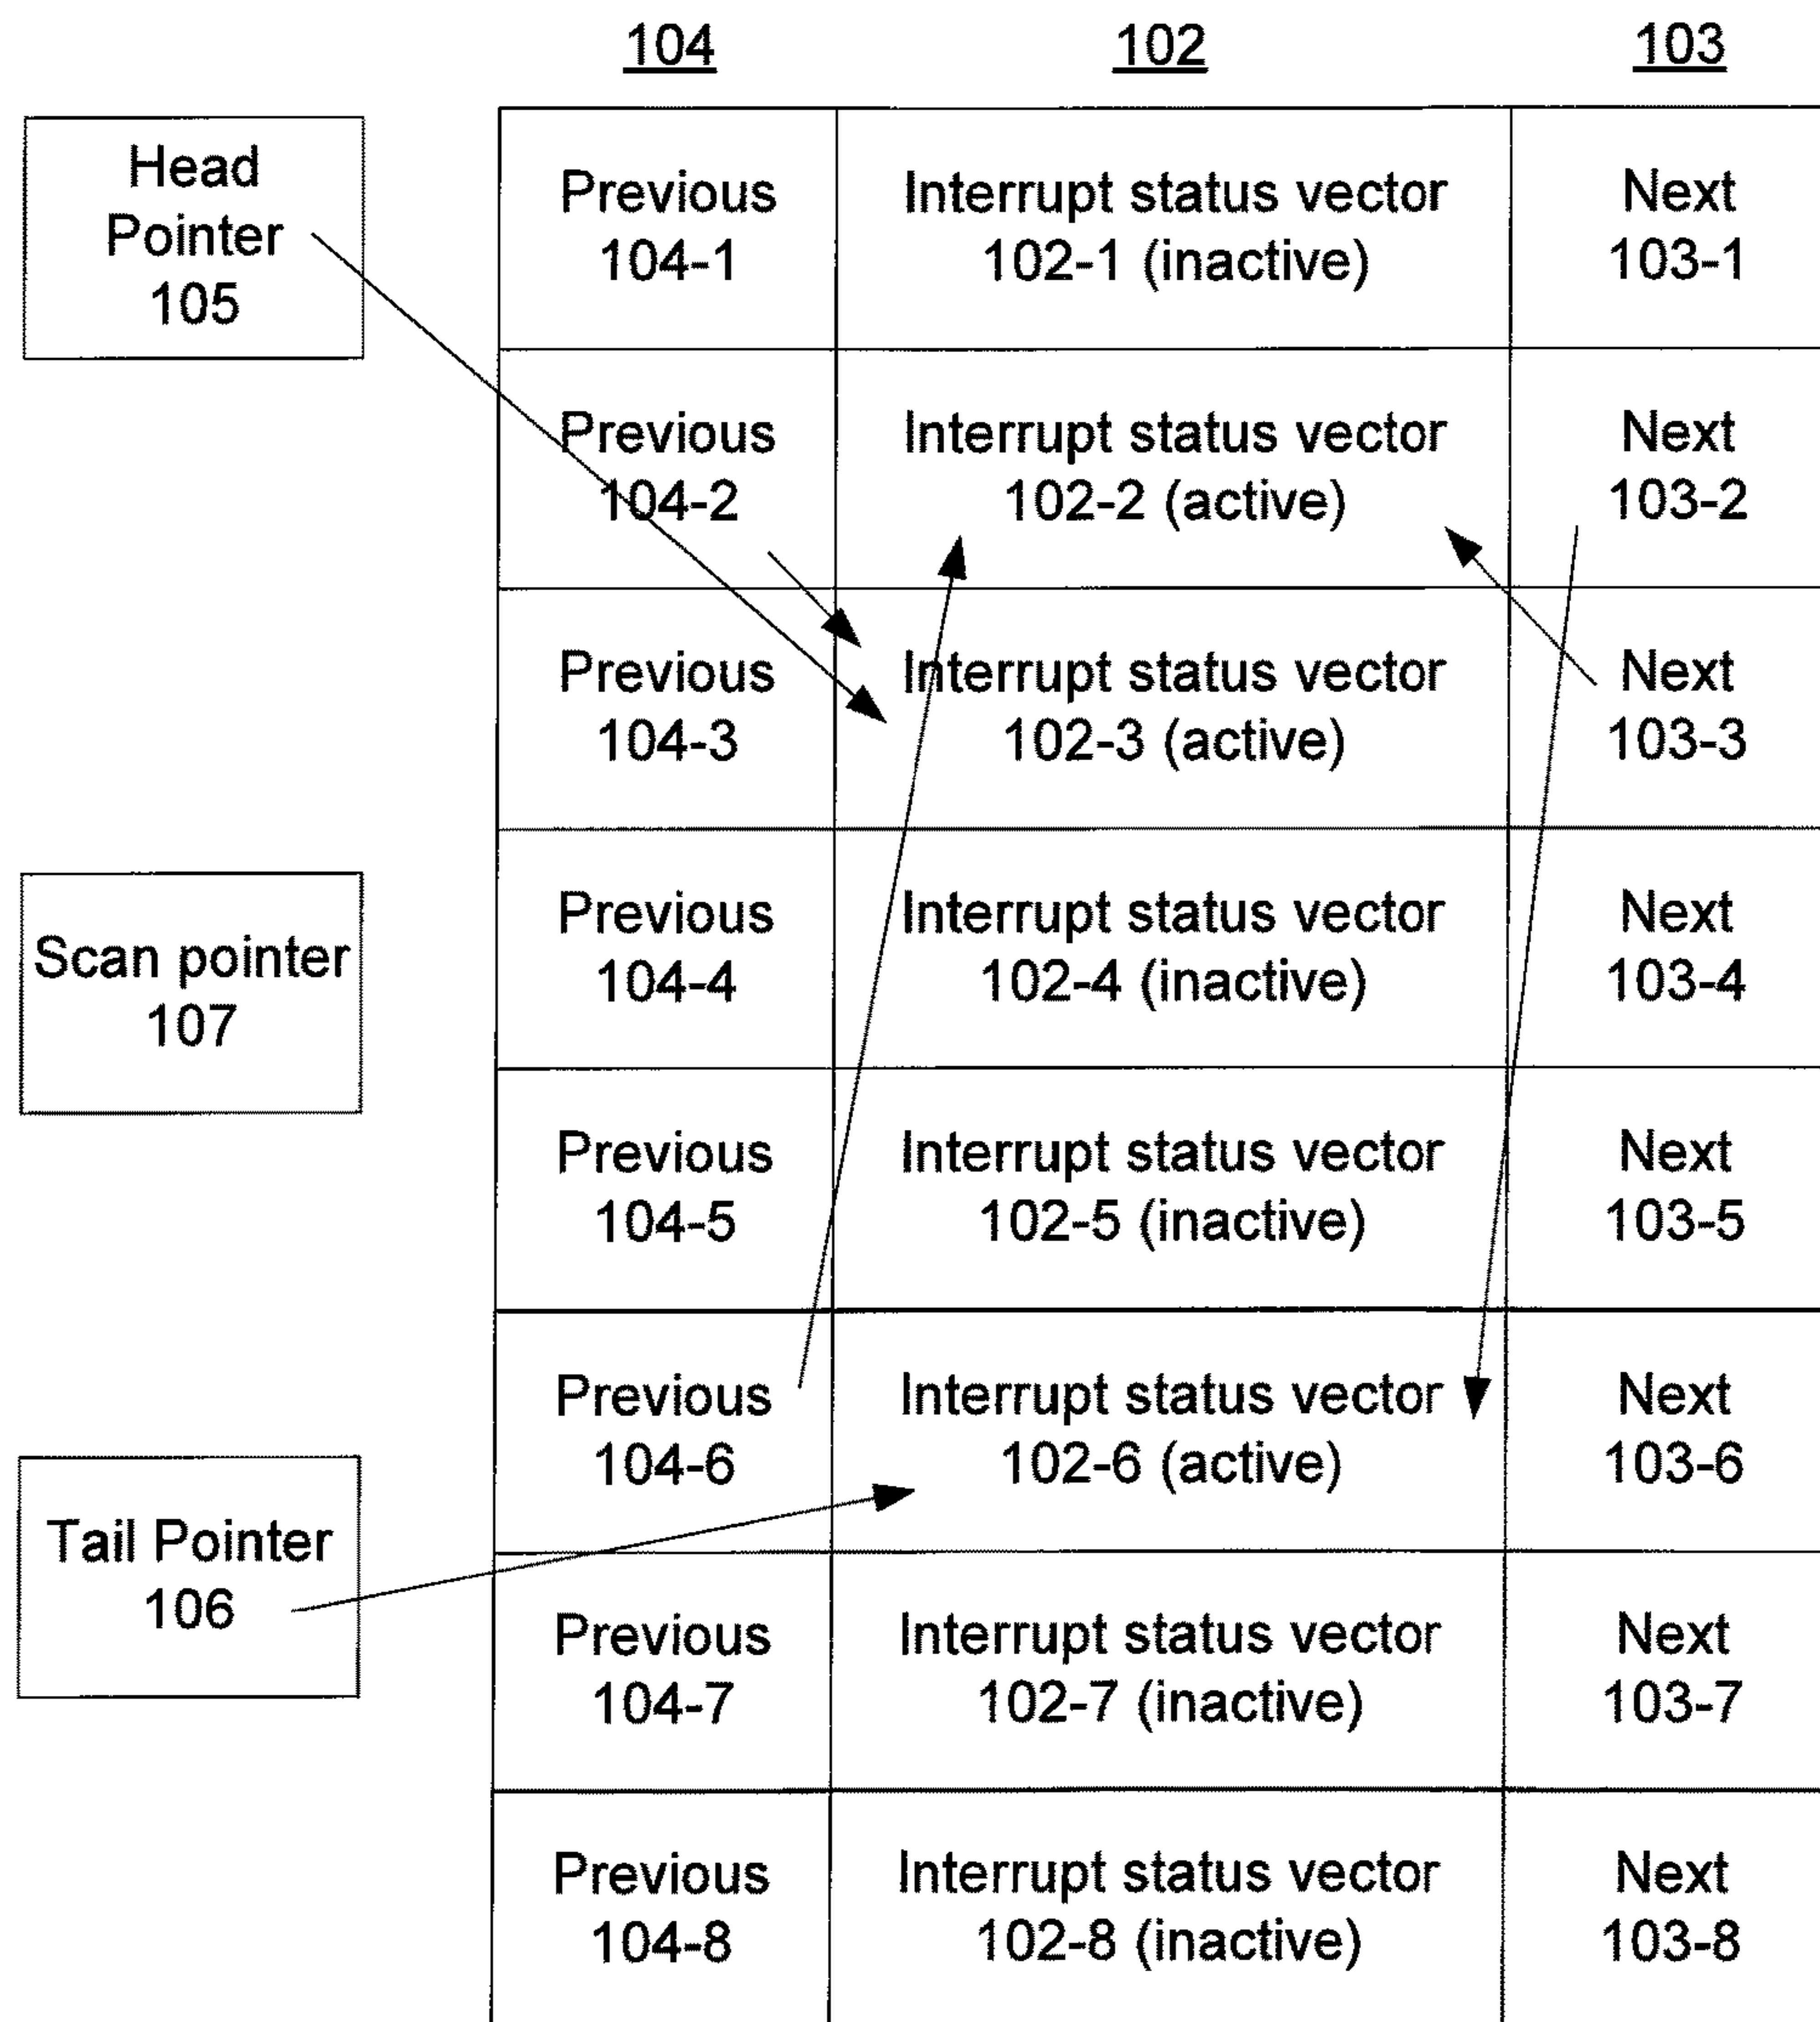 104 102 103
Head
Pointer
105
Previous Interrupt status vector Next
104-1 102-1 (inactive) 103-1
Previous Interrupt status vector Next
104-2 102-2 (active) 103-2
Previous Interrupt status vector Next
104-3 102-3 (active) 103-3
Scan pointer
107
Previous Interrupt status vector Next
104-4 102-4 (inactive) 103-4
Previous Interrupt status vector Next
104-5 102-5 (inactive) 103-5
Previous Interrupt status vector Next
104-6 102-6 (active) 103-6
Tail Pointer
106
Previous Interrupt status vector Next
104-7 102-7 (inactive) 103-7
Previous Interrupt status vector Next
104-8 102-8 (inactive) 103-8